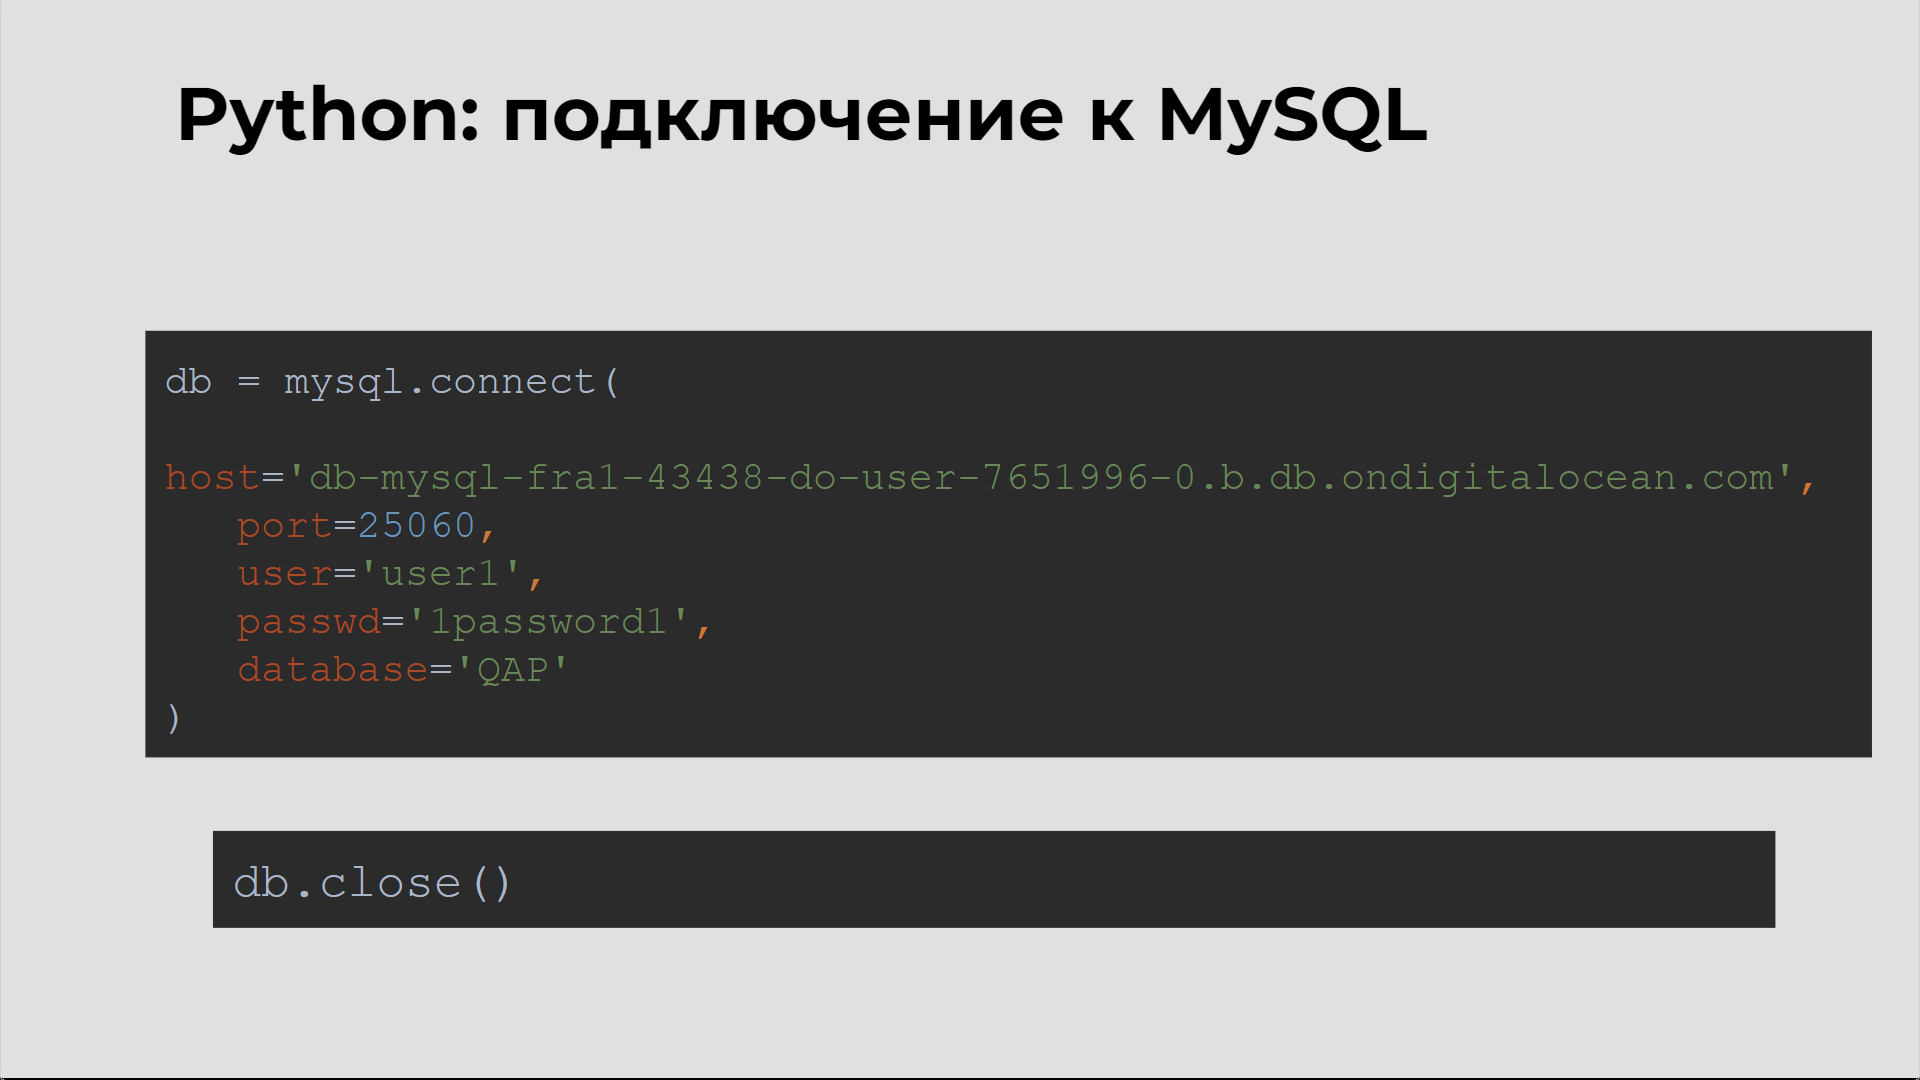 Python: подключение к MySQL
db = mysql.connect(
host='db-mysql-fra1-43438-do-user-7651996-0.b.db.ondigitalocean.com',
   port=25060,
   user='user1',
   passwd='1password1',
   database='QAP'
)
db.close()